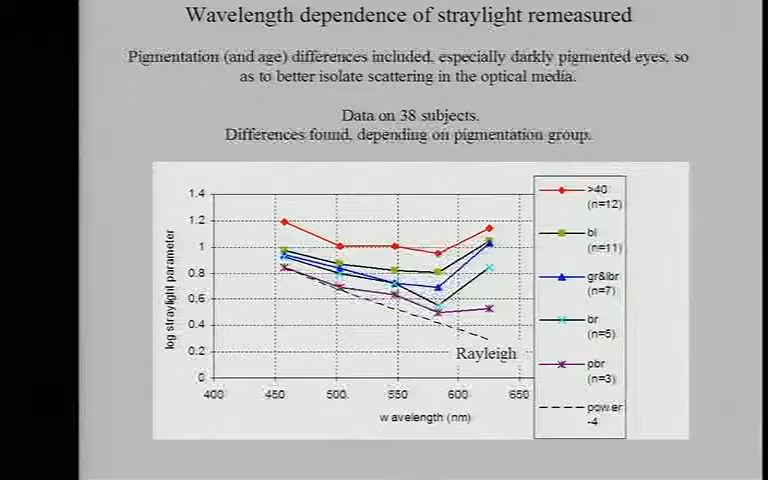 Wavelength dependence of straylight remeasured
Pigmentation (and age) differences included, especially darkly pigmented eyes, so
as to better isolate scattering in the optical media.
Data on 38 subjects.
Differences found, depending on pigmentation group.
1.4
1.2
1
0.8
0.6
0.4
0.2
0
400
450
500
550
600
650
log straylight parameter
w avelength (nm)
Rayleigh
>40
(n=12)
bl
(n=11)
gr&lbr
(n=7)
br
(n=5)
pbr
(n=3)
power
-4